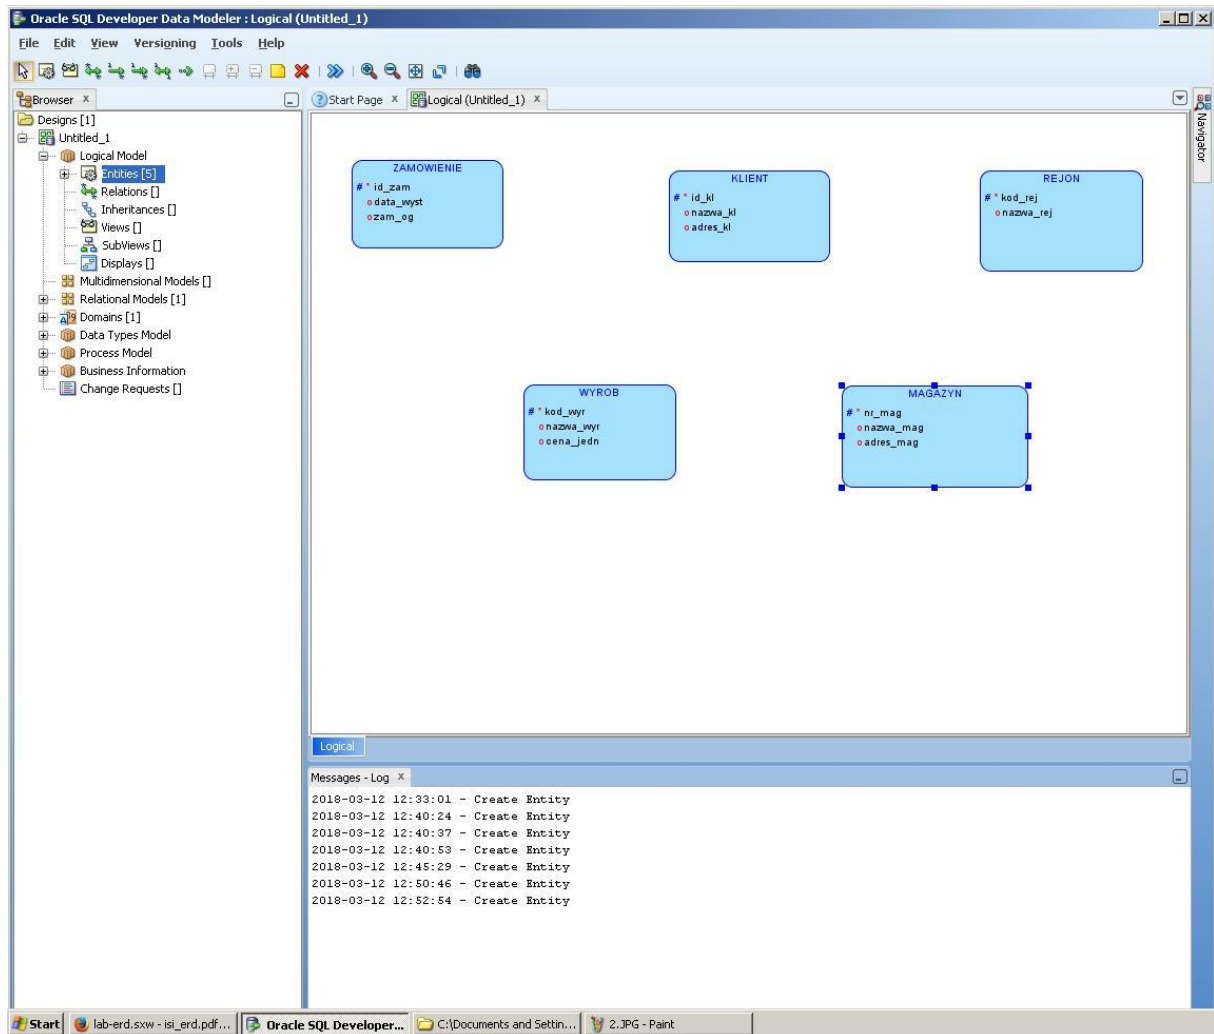 Oracle SQL Developer Data Modeler : Logical (Untitled_1)
File Edit View Versioning Tools Help
Browser x
Start Page x
Logical (Untitled_1) x
Navigator
Designs [1]
Untitled_1
Logical Model
Entities [5]
Relations []
Inheritances []
Views []
SubViews []
Displays []
Multidimensional Models []
Relational Models [1]
Domains [1]
Data Types Model
Process Model
Business Information
Change Requests []
ZAMOWIENIE
# * id_zam
o data_wyst
o zam_og
KLIENT
# * id_kl
o nazwa_kl
o adres_kl
REJON
# * kod_rej
o nazwa_rej
WYROB
# * kod_wyr
o nazwa_wyr
o cena_jedn
MAGAZYN
# * nr_mag
o nazwa_mag
o adres_mag
Logical
Messages - Log x
2018-03-12 12:33:01 - Create Entity
2018-03-12 12:40:24 - Create Entity
2018-03-12 12:40:37 - Create Entity
2018-03-12 12:40:53 - Create Entity
2018-03-12 12:45:29 - Create Entity
2018-03-12 12:50:46 - Create Entity
2018-03-12 12:52:54 - Create Entity
Start
lab-erd.sxw - isi_erd.pdf...
Oracle SQL Developer...
C:\Documents and Settin...
2.JPG - Paint